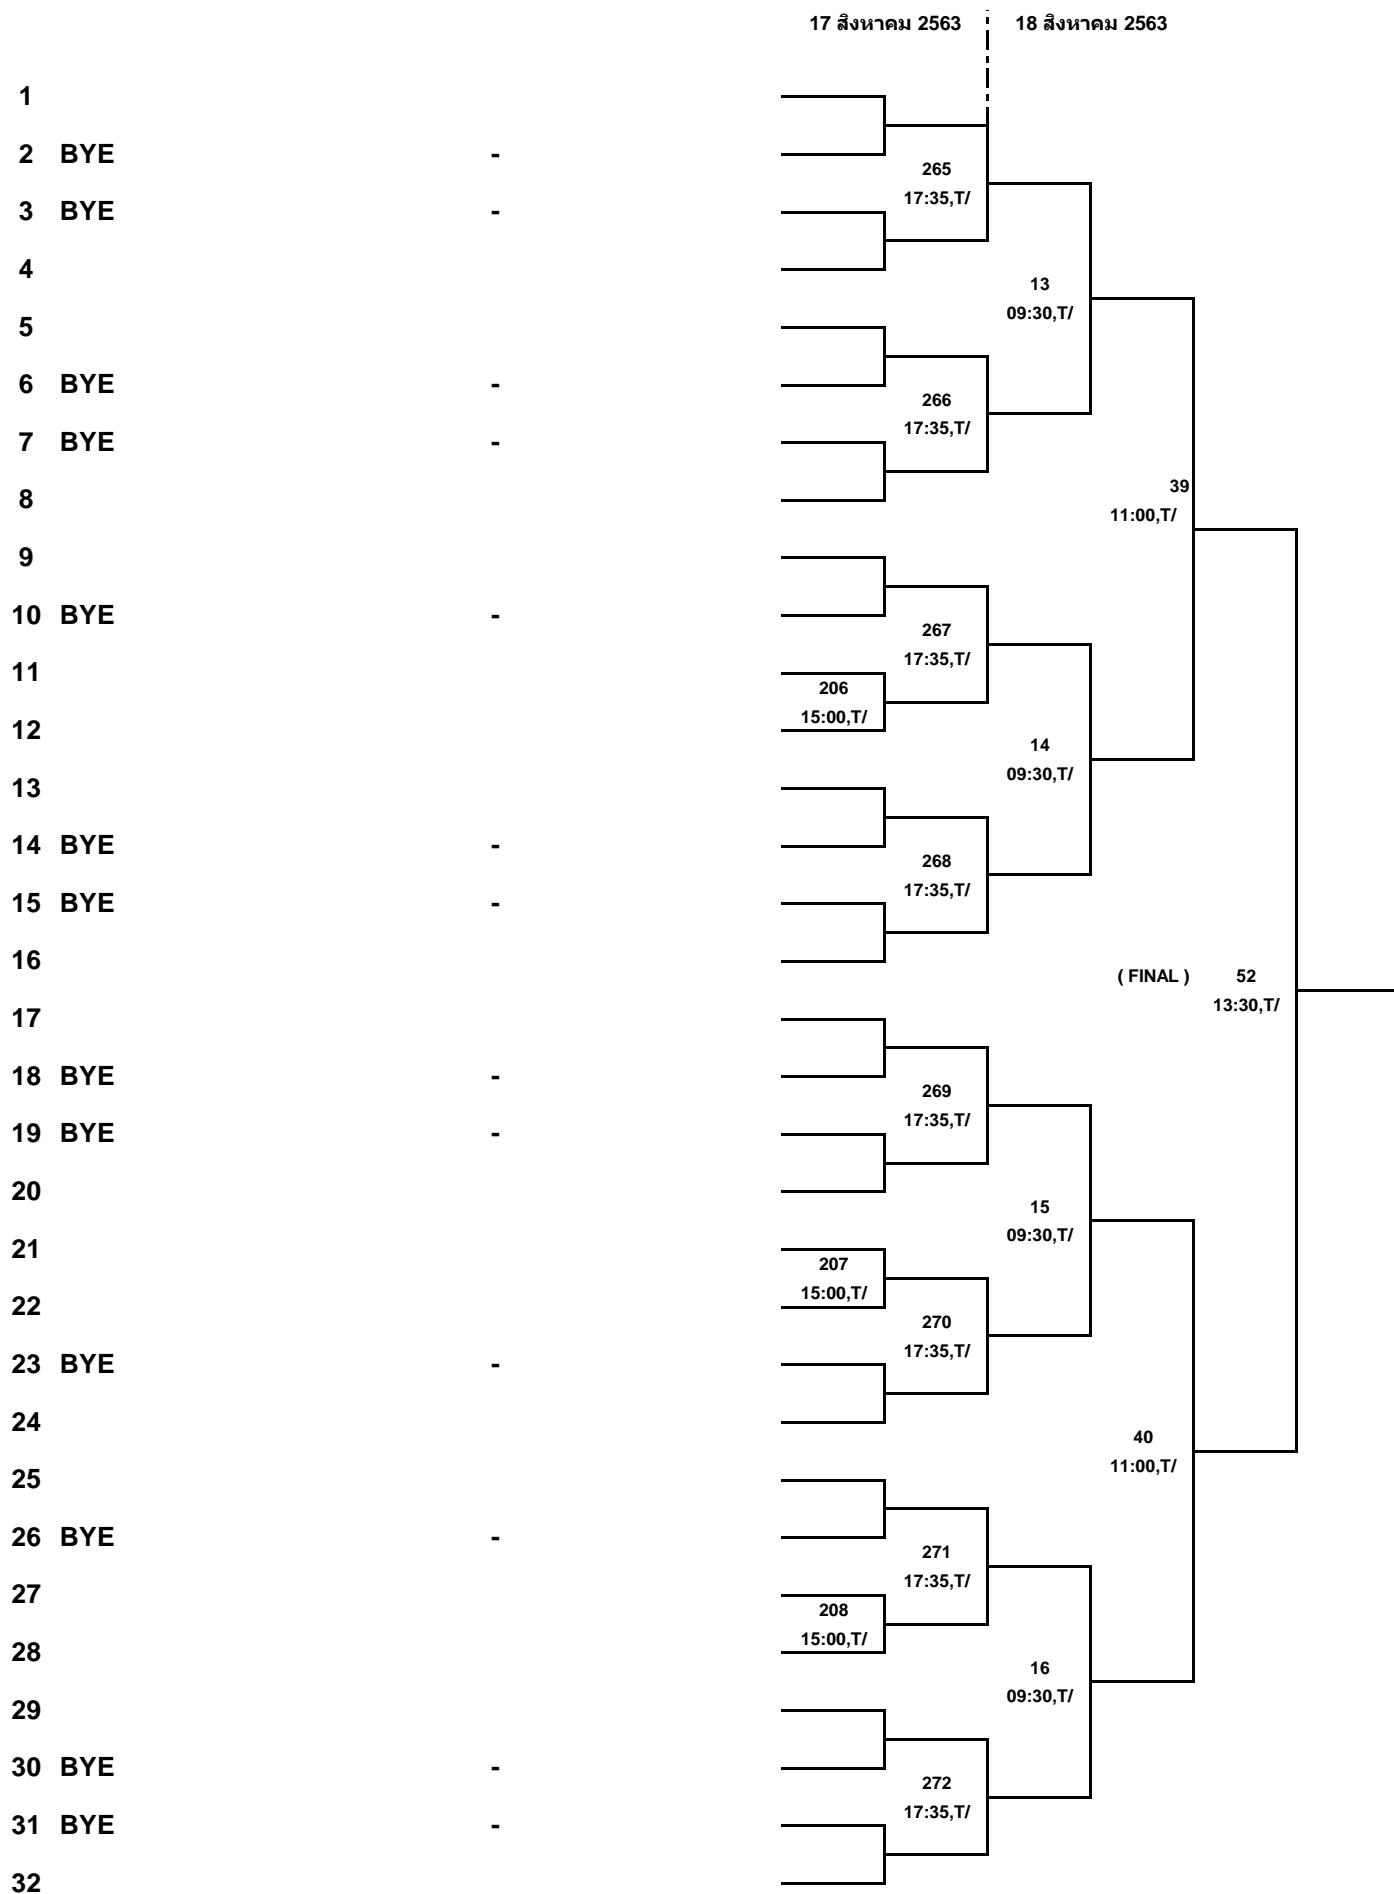 17 สิงหาคม 2563 18 สิงหาคม 2563
1
2 BYE -
265
3 BYE -
17:35,T/
4
13
09:30,T/
5
6 BYE -
266
17:35,T/
7 BYE -
39
8
11:00,T/
9
10 BYE -
267
17:35,T/
11
206
15:00,T/
12
14
09:30,T/
13
14 BYE -
268
17:35,T/
15 BYE -
16
( FINAL ) 52
13:30,T/
17
18 BYE -
269
17:35,T/
19 BYE -
20
15
09:30,T/
21
207
15:00,T/
22
270
17:35,T/
23 BYE -
24
40
11:00,T/
25
26 BYE -
271
17:35,T/
27
208
15:00,T/
28
16
09:30,T/
29
30 BYE -
272
17:35,T/
31 BYE -
32